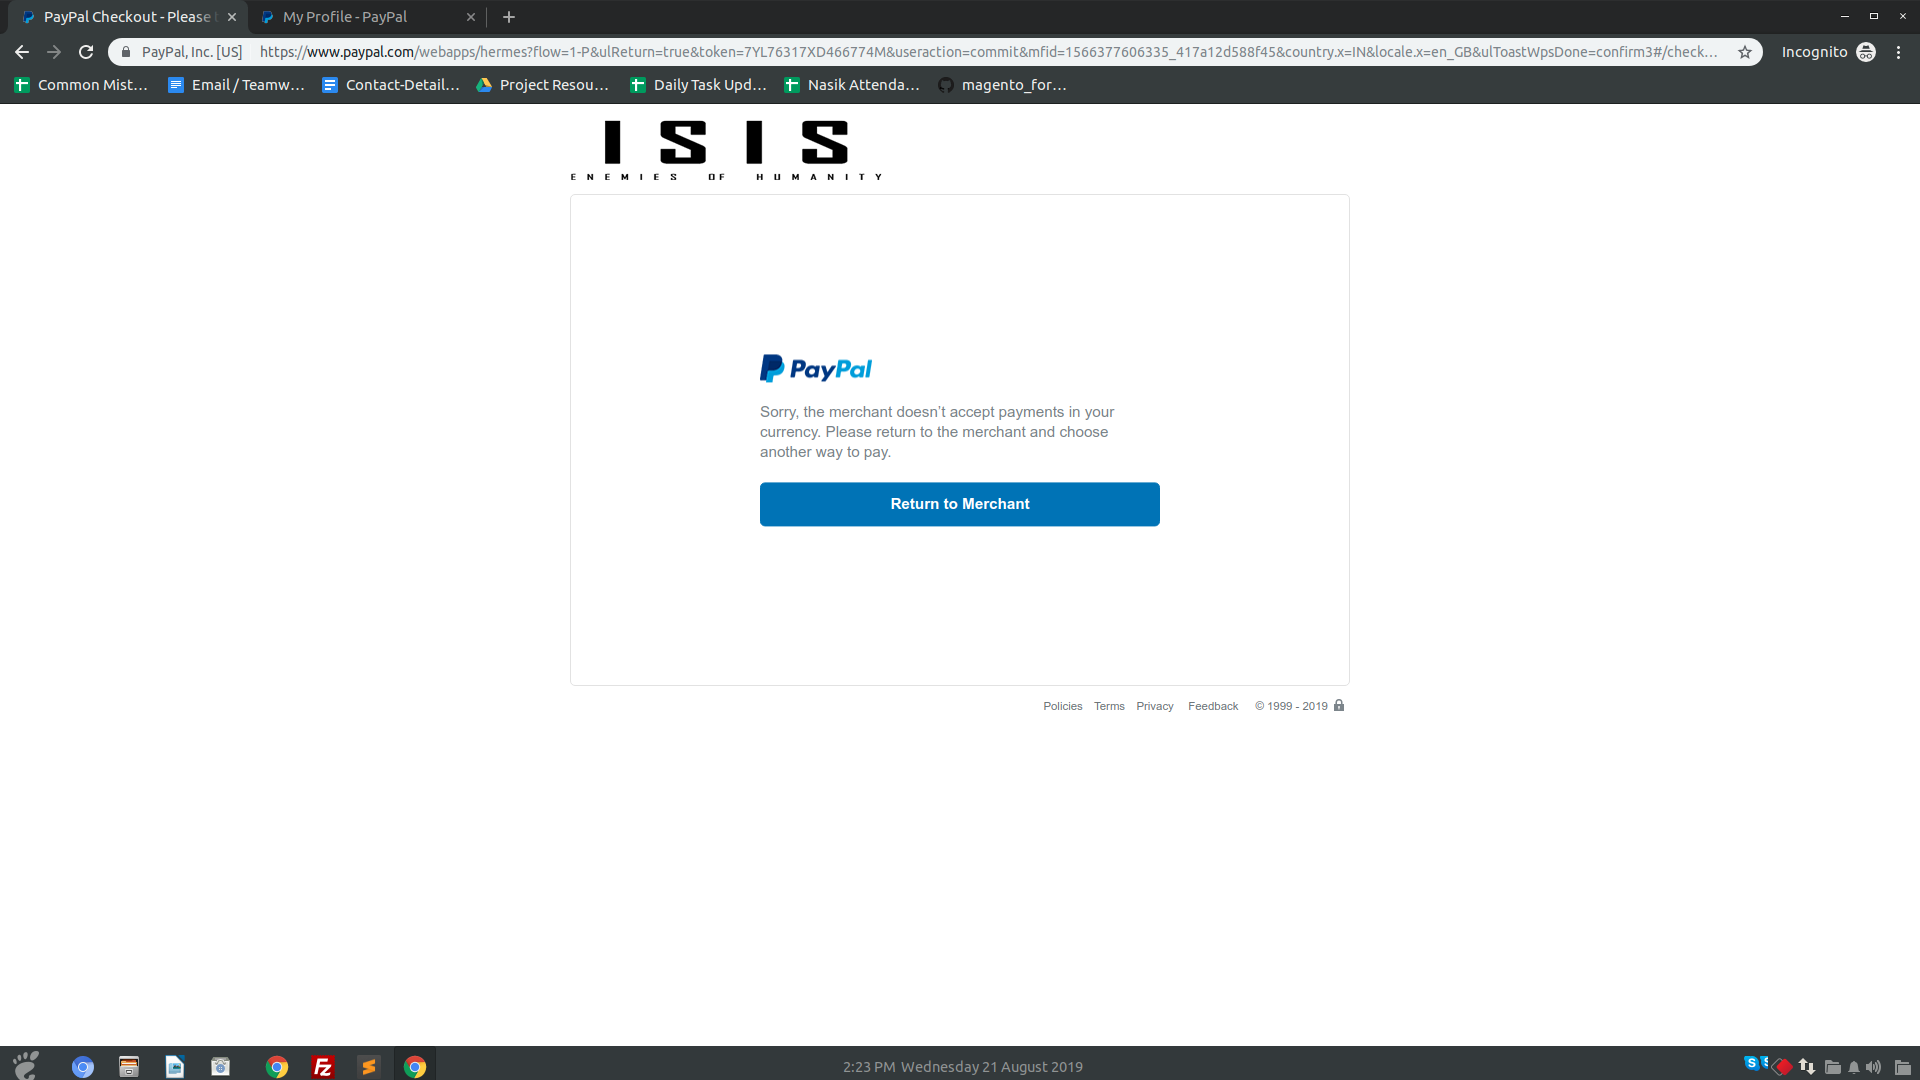 PayPal Checkout - Please
My Profile - PayPal
PayPal, Inc. [US]
https://www.paypal.com/webapps/hermes?flow=1-P&ulReturn=true&token=7YL76317XD466774M&useraction=commit&mfid=1566377606335_417a12d588f45&country.x=IN&locale.x=en_GB&ulToastWpsDone=confirm3#/check...
Incognito
Common Mist...
Email / Teamw...
Contact-Detail...
Project Resou...
Daily Task Upd...
Nasik Attenda...
magento_for...
ISIS
ENEMIES OF HUMANITY
PayPal
Sorry, the merchant doesn’t accept payments in your
currency. Please return to the merchant and choose
another way to pay.
Return to Merchant
Policies Terms Privacy Feedback © 1999 - 2019
2:23 PM Wednesday 21 August 2019